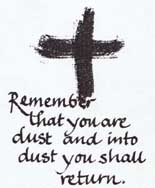 Remember
that you are
dust and into
dust you shall
return.